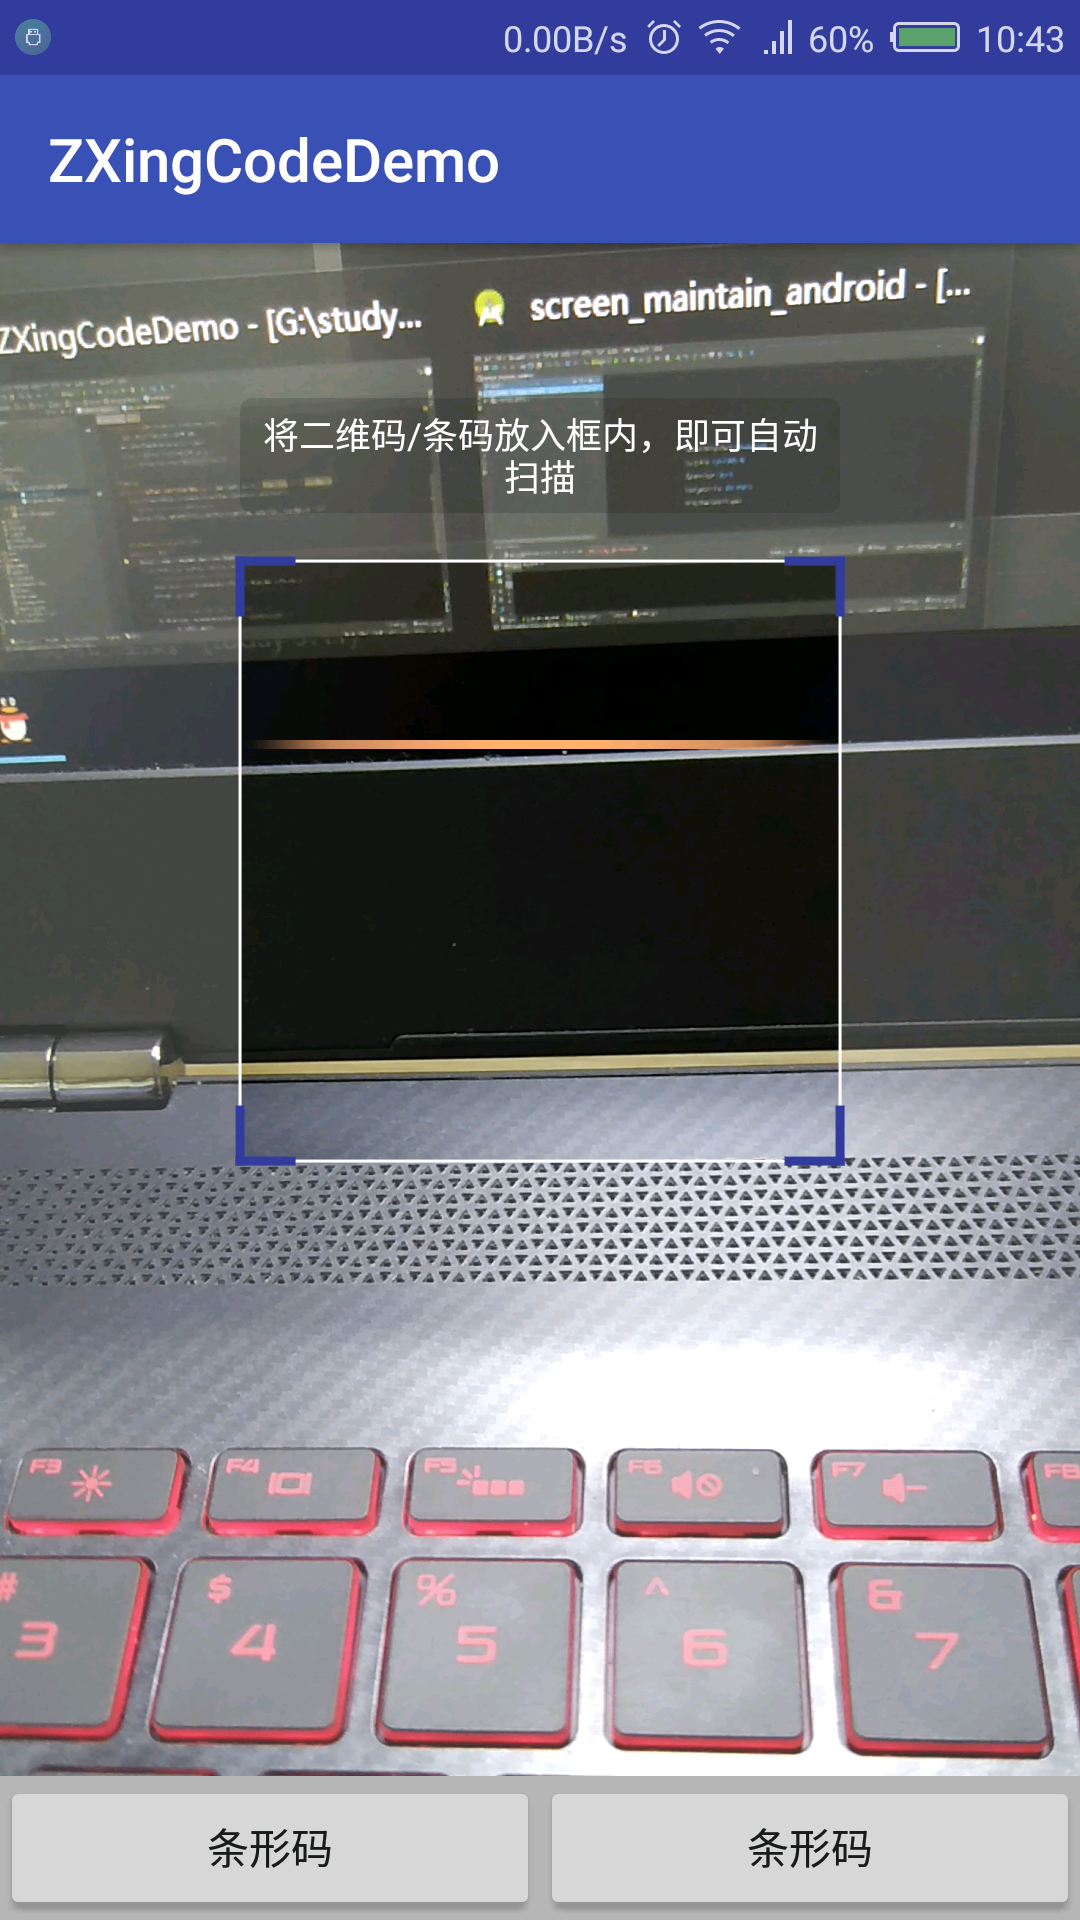 0.00B/s 60% 10:43
ZXingCodeDemo
ZXingCodeDemo - [G:\study...
screen_maintain_android - [...
将二维码/条码放入框内，即可自动
扫描
F3 F4 F5 F6 F7 F8
# $ % ^ &
3 4 5 6 7
条形码 条形码